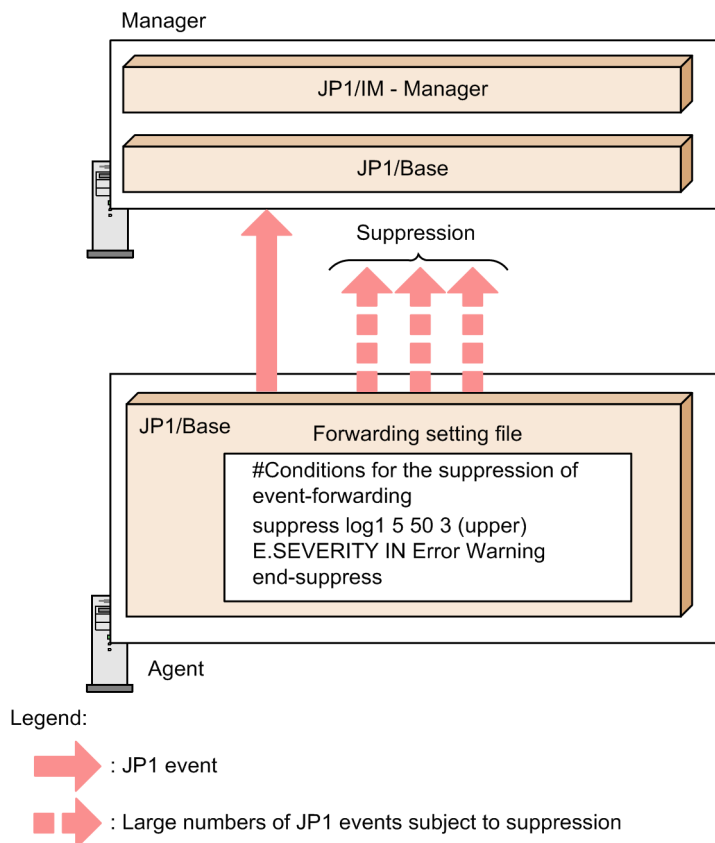 Manager
JP1/IM - Manager
JP1/Base
Suppression
JP1/Base
Forwarding setting file
#Conditions for the suppression of
event-forwarding
suppress log1 5 50 3 (upper)
E.SEVERITY IN Error Warning
end-suppress
Agent
Legend:
: JP1 event
: Large numbers of JP1 events subject to suppression